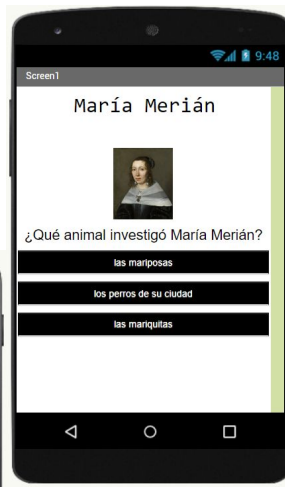 9:48
Screen1
María Merián
¿Qué animal investigó María Merián?
las mariposas
los perros de su ciudad
las mariquitas